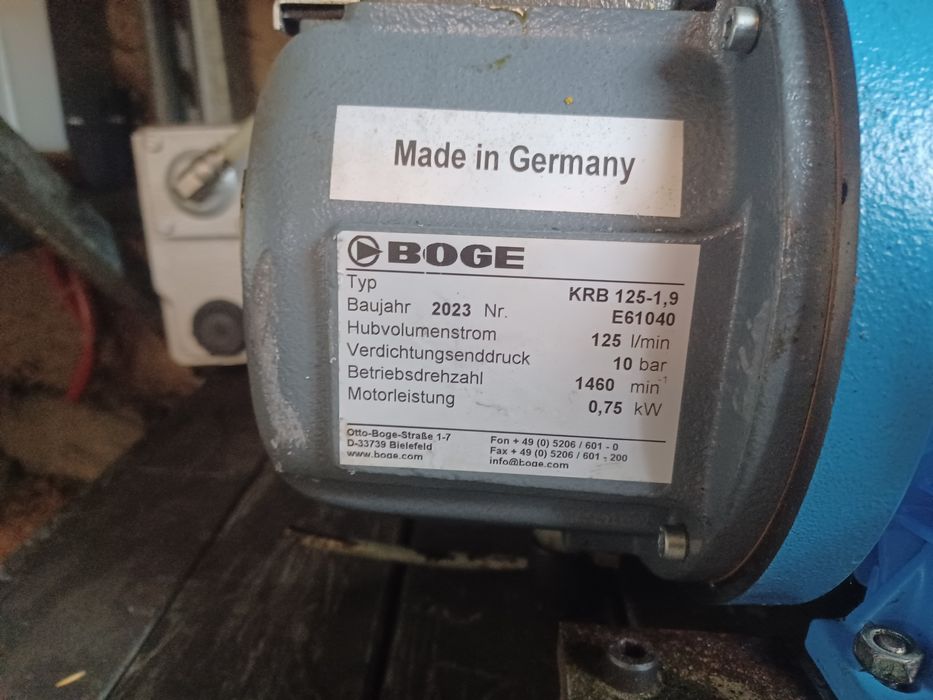 Made in Germany
BOGE
Typ KRB 125-1,9
Baujahr 2023 Nr. E61040
Hubvolumenstrom 125 l/min
Verdichtungsenddruck 10 bar
Betriebsdrehzahl 1460 min⁻¹
Motorleistung 0,75 kW
Otto-Boge-Straße 1-7 Fon + 49 (0) 5206 / 601 - 0
D-33739 Bielefeld Fax + 49 (0) 5206 / 601 - 200
www.boge.com info@boge.com